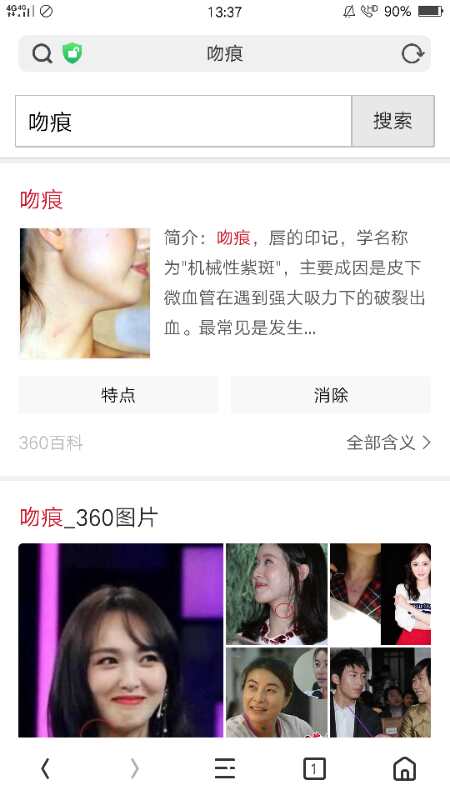 4G 4G 13:37 HD 90%
吻痕
吻痕 搜索
吻痕
简介：吻痕，唇的印记，学名称
为"机械性紫斑"，主要成因是皮下
微血管在遇到强大吸力下的破裂出
血。最常见是发生...
特点 消除
360百科 全部含义
吻痕_360图片
1